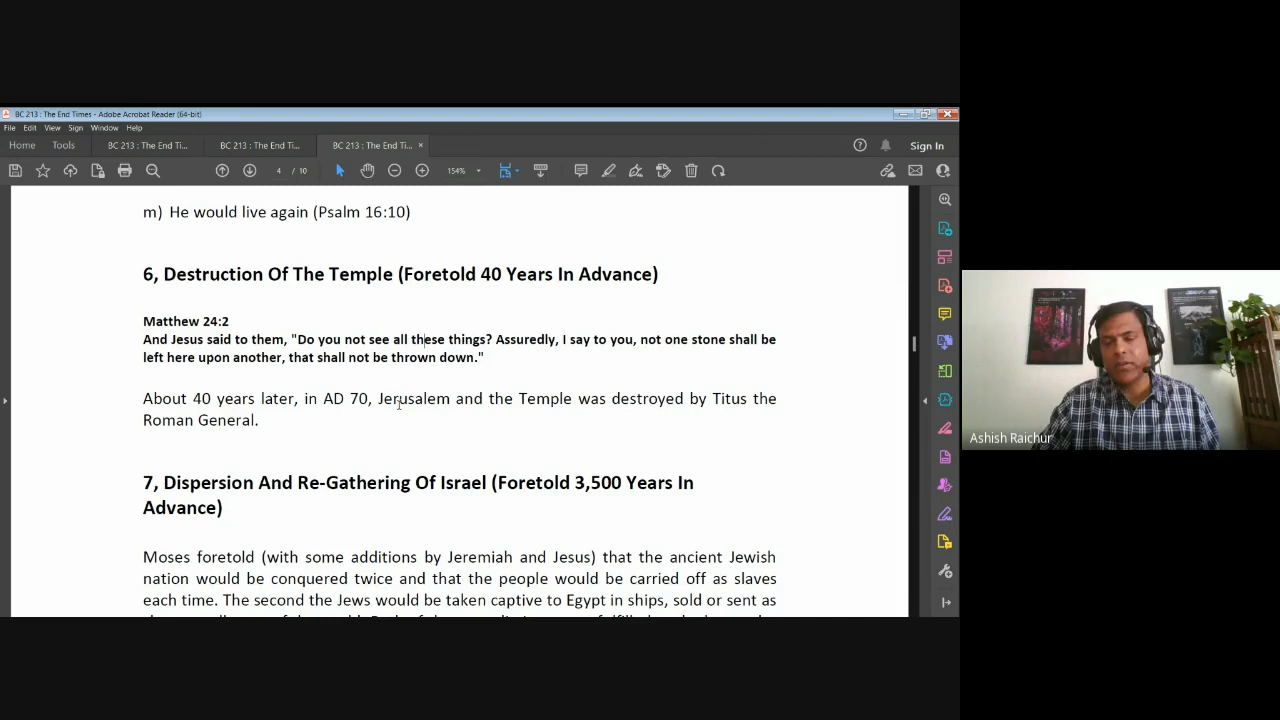 BC 213 : The End Times - Adobe Acrobat Reader (64-bit)
File Edit View Sign Window Help
Home Tools BC 213 : The End Ti... BC 213 : The End Ti... BC 213 : The End Ti... × Sign In
4 / 10 154%
m) He would live again (Psalm 16:10)
6, Destruction Of The Temple (Foretold 40 Years In Advance)
Matthew 24:2
And Jesus said to them, "Do you not see all these things? Assuredly, I say to you, not one stone shall be
left here upon another, that shall not be thrown down."
About 40 years later, in AD 70, Jerusalem and the Temple was destroyed by Titus the
Roman General.
7, Dispersion And Re-Gathering Of Israel (Foretold 3,500 Years In
Advance)
Moses foretold (with some additions by Jeremiah and Jesus) that the ancient Jewish
nation would be conquered twice and that the people would be carried off as slaves
each time. The second the Jews would be taken captive to Egypt in ships, sold or sent as
Ashish Raichur